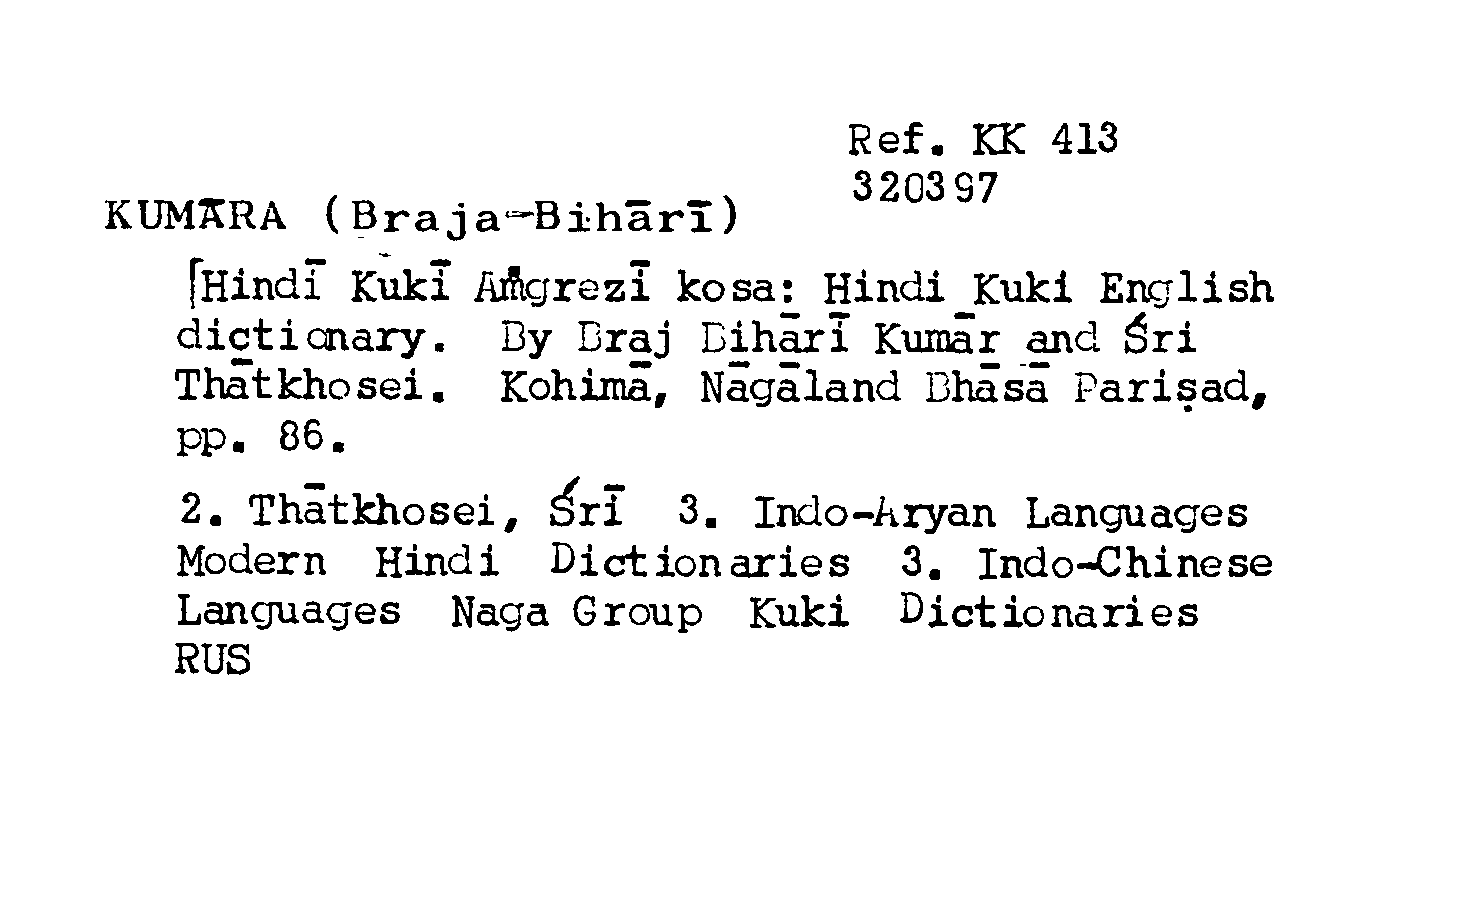 Ref. KK 413
320397
KUMĀRA (Braja-Bihārī)
[Hindī Kukī Aṁgrezī kosa: Hindi Kuki English
dictionary. By Braj Bihārī Kumār and Śri
Thātkhosei. Kohimā, Nāgāland Bhāsā Pariṣad,
pp. 86.
2. Thātkhosei, Śrī 3. Indo-Aryan Languages
Modern Hindi Dictionaries 3. Indo-Chinese
Languages Naga Group Kuki Dictionaries
RUS